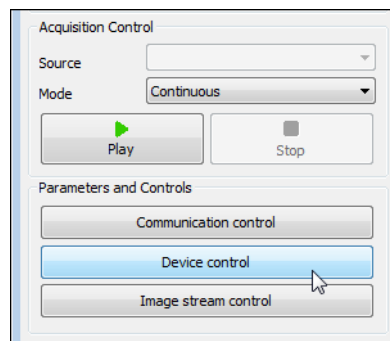 Acquisition Control
Source
Mode Continuous
Play Stop
Parameters and Controls
Communication control
Device control
Image stream control